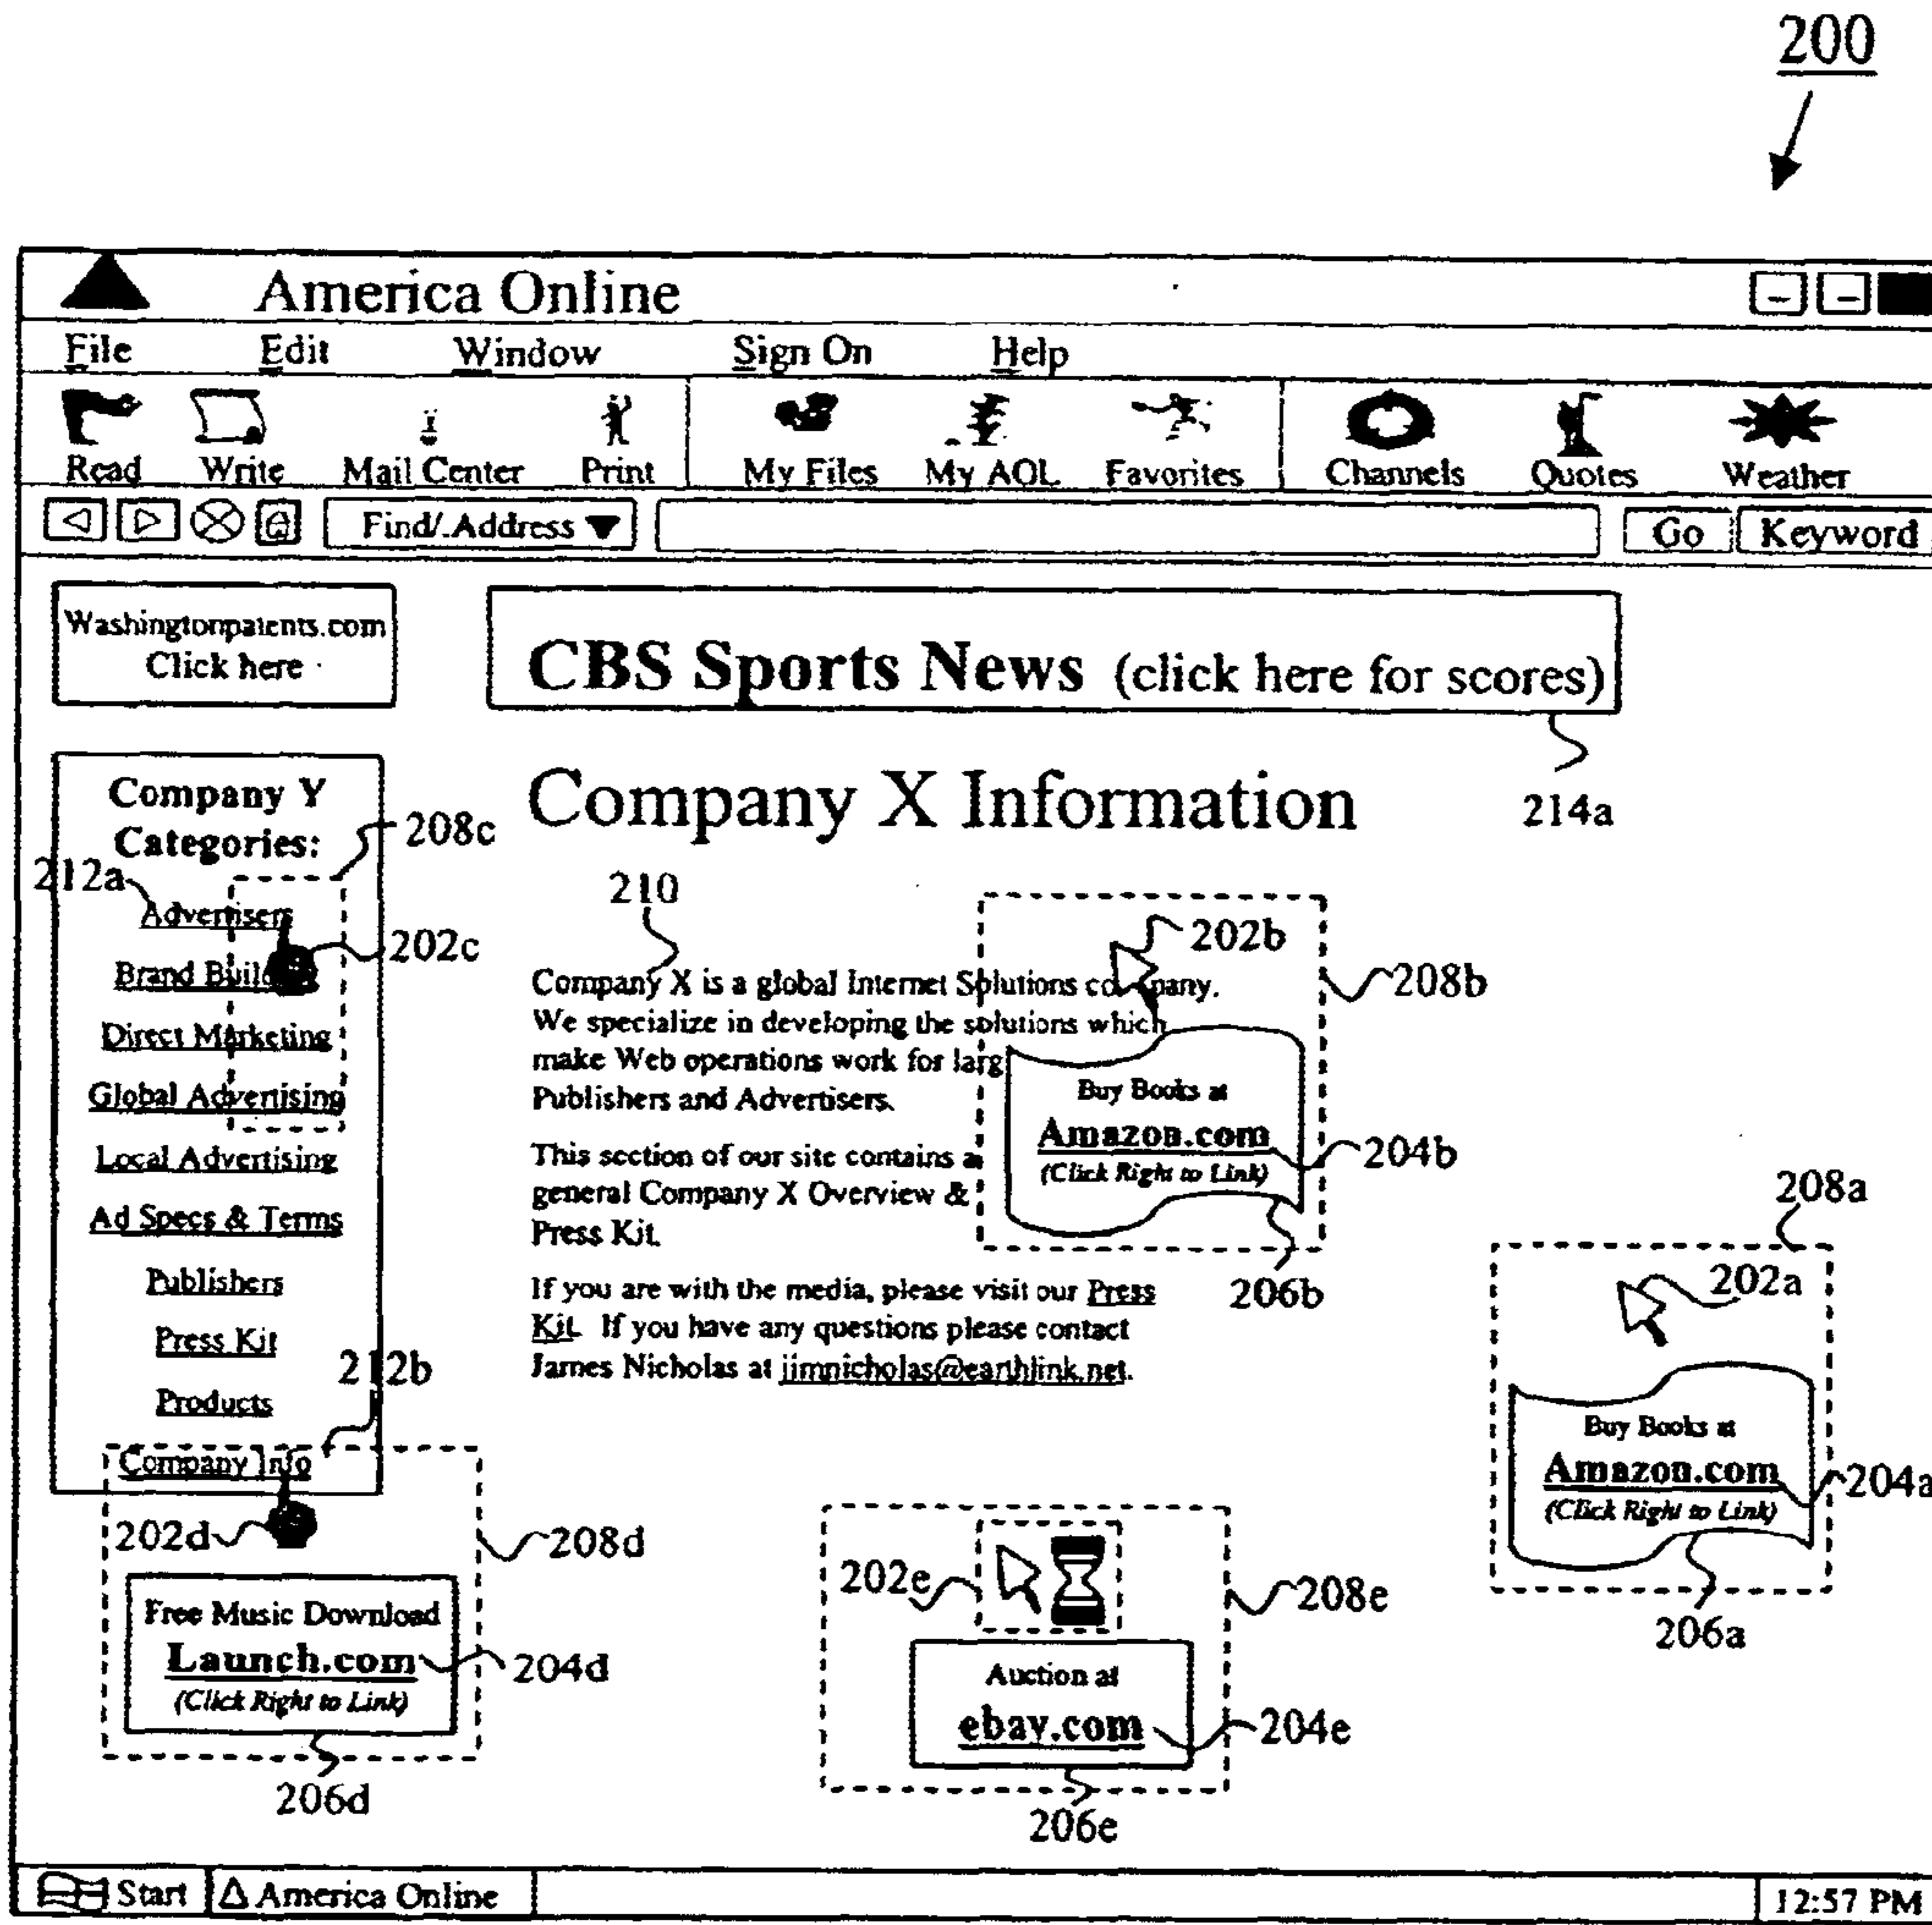 200
America Online
File Edit Window Sign On Help
Read Write Mail Center Print My Files My AOL Favorites Channels Quotes Weather
Find/.Address Go Keyword
Washingtonpatents.com
Click here
CBS Sports News (click here for scores)
214a
Company Y
Categories:
208c
212a
Advertisers
202c
Brand
Direct Marketing
Global Advertising
Local Advertising
Ad Specs & Terms
Publishers
Press Kit
212b
Products
Company Info
Company X Information
210
202b
208b
Company X is a global Internet Solutions company.
We specialize in developing the solutions which
make Web operations work for larg
Publishers and Advertisers.
This section of our site contains a
general Company X Overview &
Press Kit.
If you are with the media, please visit our Press
Kit. If you have any questions please contact
James Nicholas at jimnicholas@earthlink.net.
Buy Books at
Amazon.com
(Click Right to Link)
204b
206b
208a
202a
Buy Books at
Amazon.com
(Click Right to Link)
204a
206a
202d
208d
Free Music Download
Launch.com
(Click Right to Link)
204d
206d
202e
208e
Auction at
ebay.com
204e
206e
Start America Online 12:57 PM